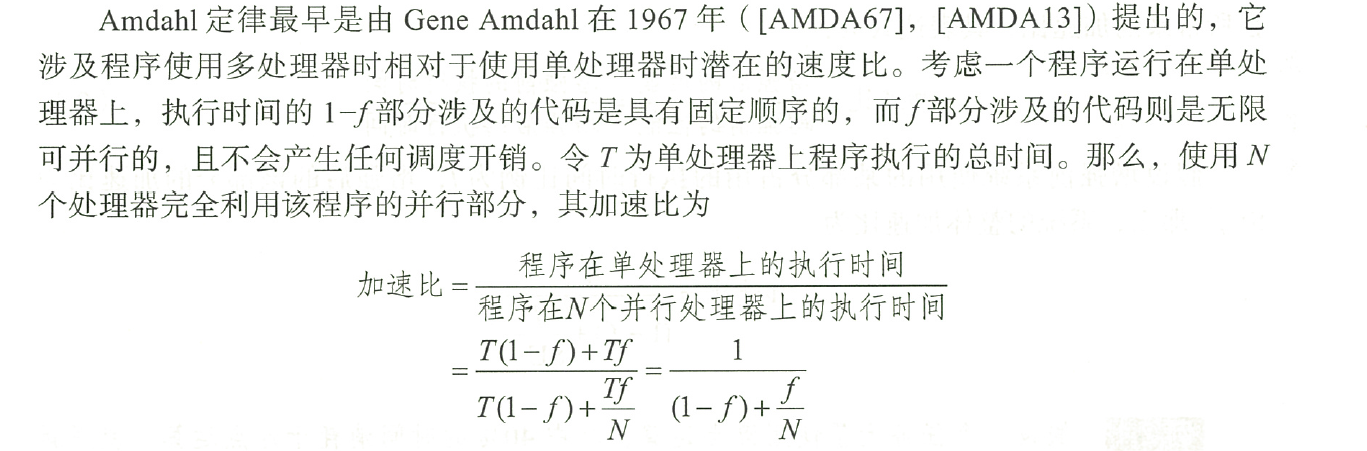 Amdahl 定律最早是由 Gene Amdahl 在 1967 年（[AMDA67]，[AMDA13]）提出的，它
涉及程序使用多处理器时相对于使用单处理器时潜在的速度比。考虑一个程序运行在单处
理器上，执行时间的 1–f 部分涉及的代码是具有固定顺序的，而 f 部分涉及的代码则是无限
可并行的，且不会产生任何调度开销。令 T 为单处理器上程序执行的总时间。那么，使用 N
个处理器完全利用该程序的并行部分，其加速比为
加速比 = 程序在单处理器上的执行时间 / 程序在N个并行处理器上的执行时间
= (T(1−f)+Tf) / (T(1−f)+Tf/N) = 1 / ((1−f)+f/N)